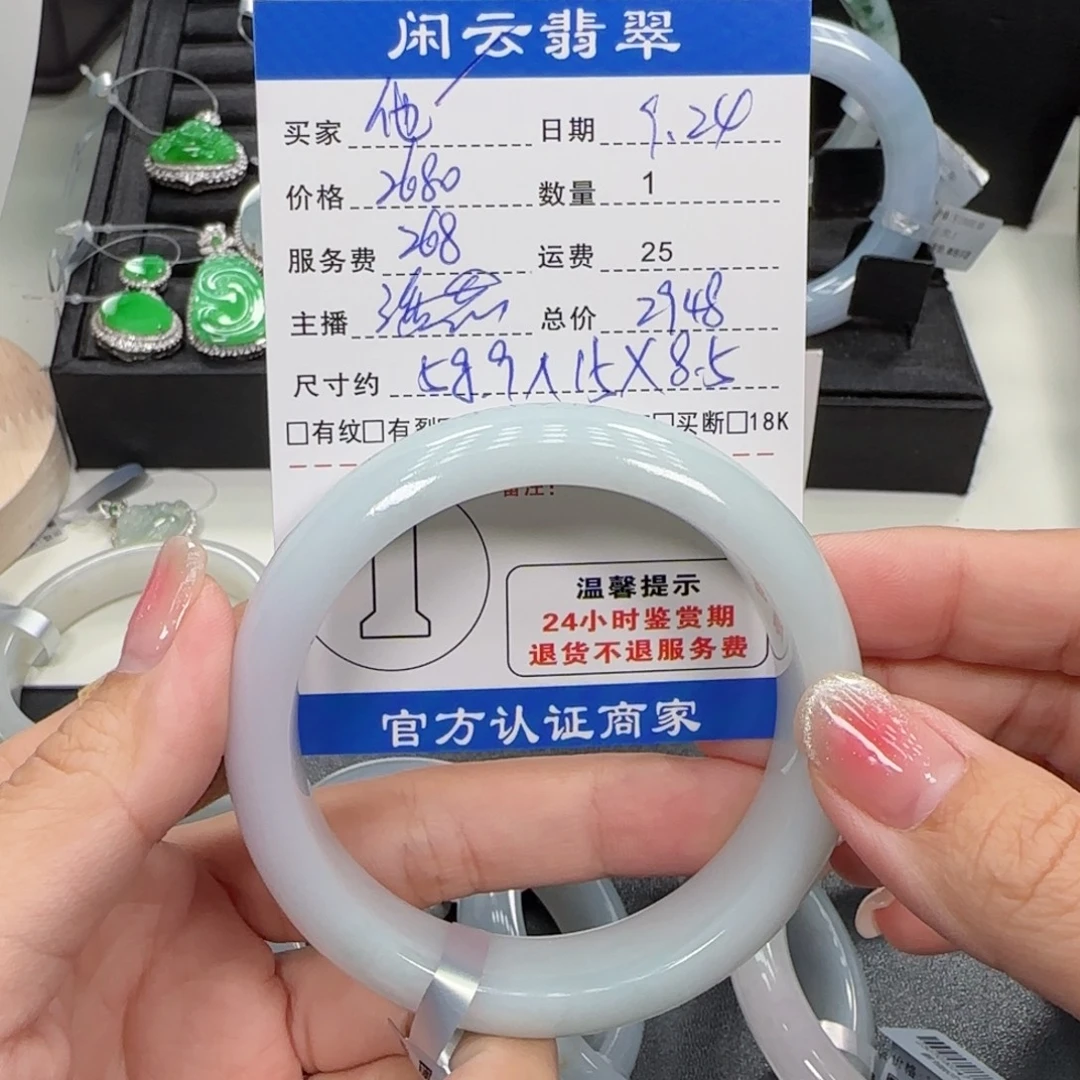 闲云翡翠
买家 他 日期 9.24
价格 2680 数量 1
服务费 268 运费 25
主播 总价 2948
尺寸约 58.9X15X8.5
□有纹□有列 □买断□18K
备注:
温馨提示
24小时鉴赏期
退货不退服务费
官方认证商家